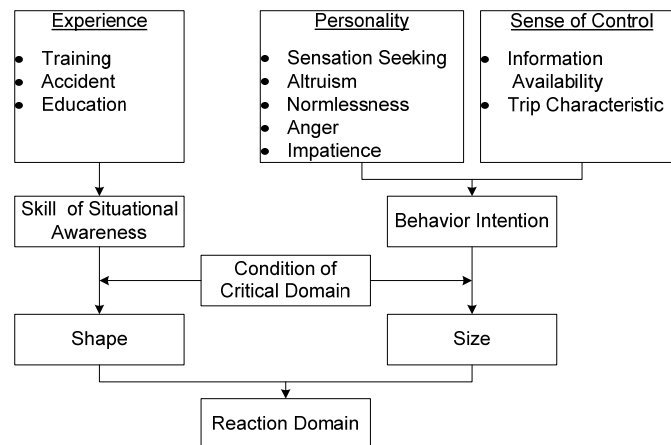 Experience
• Training
• Accident
• Education
Personality
• Sensation Seeking
• Altruism
• Normlessness
• Anger
• Impatience
Sense of Control
• Information
Availability
• Trip Characteristic
Skill of Situational
Awareness
Behavior Intention
Condition of
Critical Domain
Shape
Size
Reaction Domain